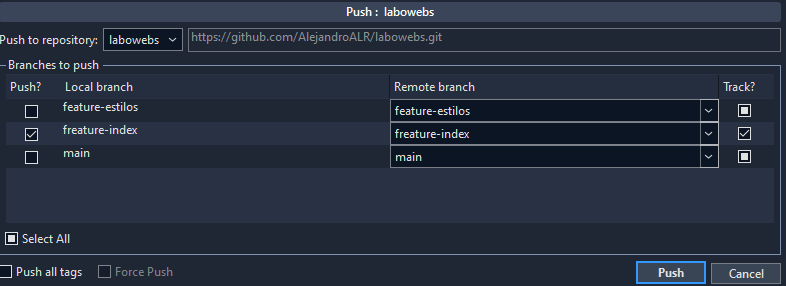 Push : labowebs
Push to repository: labowebs https://github.com/AlejandroALR/labowebs.git
Branches to push
Push? Local branch Remote branch Track?
feature-estilos feature-estilos
freature-index freature-index
main main
Select All
Push all tags Force Push Push Cancel